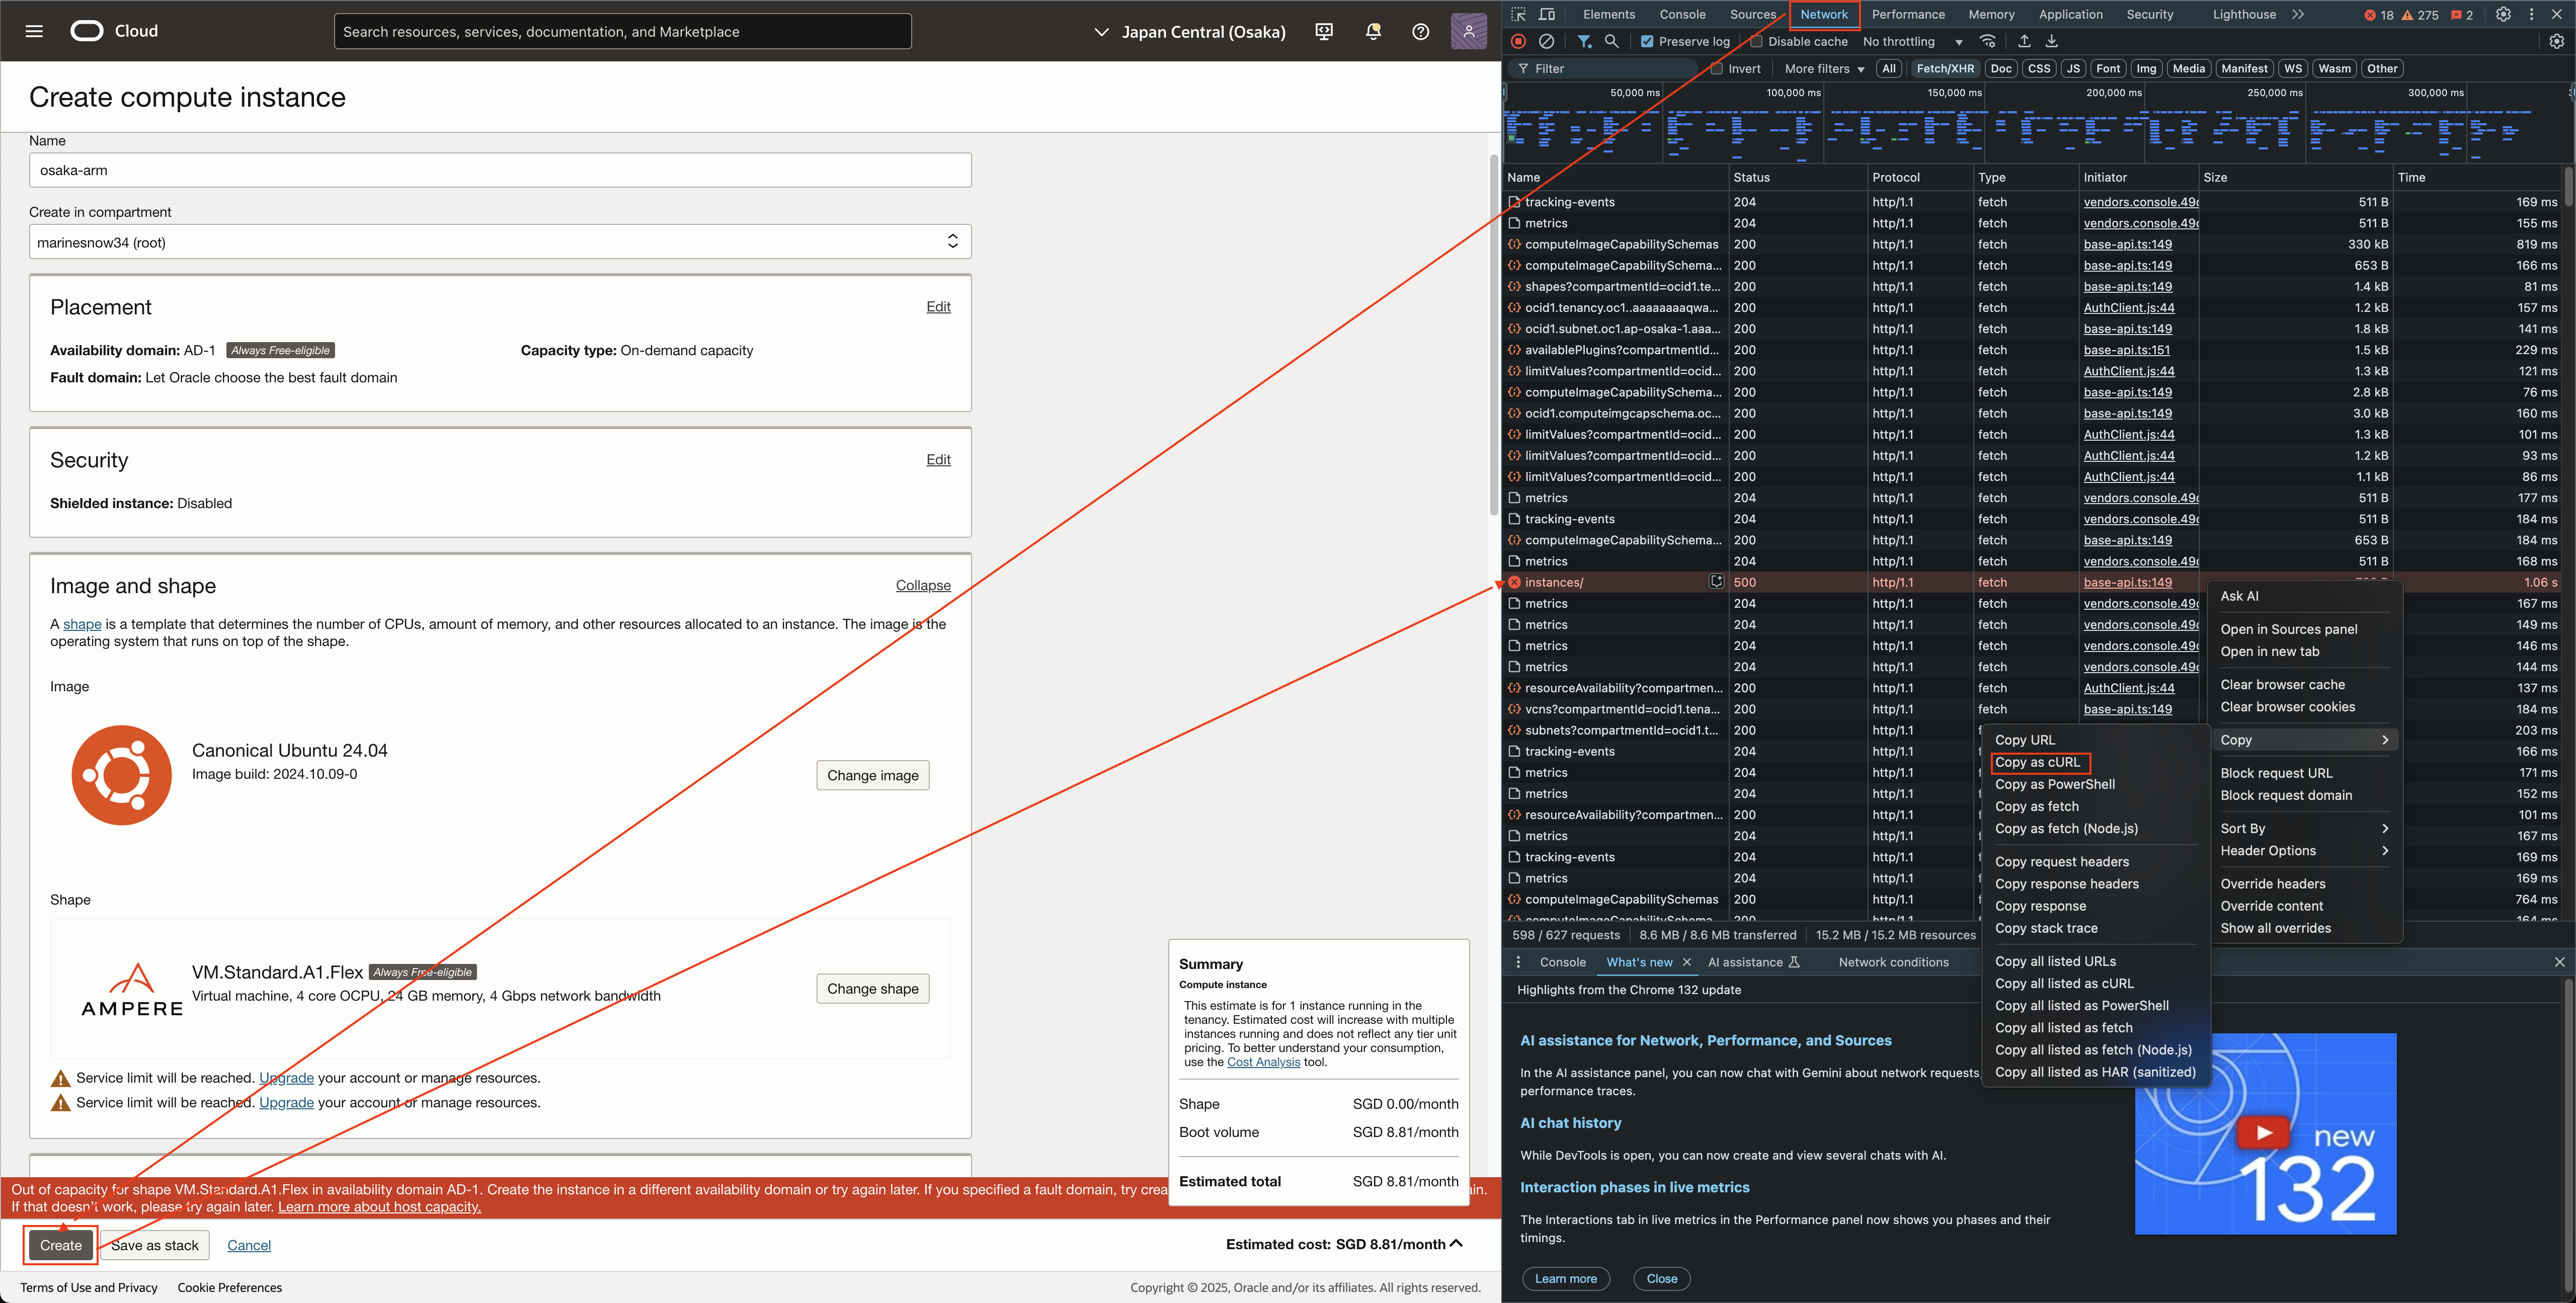 Cloud
Search resources, services, documentation, and Marketplace
Japan Central (Osaka)
Create compute instance
Name
osaka-arm
Create in compartment
marinesnow34 (root)
Placement
Edit
Availability domain: AD-1 Always Free-eligible
Capacity type: On-demand capacity
Fault domain: Let Oracle choose the best fault domain
Security
Edit
Shielded instance: Disabled
Image and shape
Collapse
A shape is a template that determines the number of CPUs, amount of memory, and other resources allocated to an instance. The image is the
operating system that runs on top of the shape.
Image
Canonical Ubuntu 24.04
Image build: 2024.10.09-0
Change image
Shape
AMPERE
VM.Standard.A1.Flex Always Free-eligible
Virtual machine, 4 core OCPU, 24 GB memory, 4 Gbps network bandwidth
Change shape
Service limit will be reached. Upgrade your account or manage resources.
Service limit will be reached. Upgrade your account or manage resources.
Summary
Compute instance
This estimate is for 1 instance running in the
tenancy. Estimated cost will increase with multiple
instances running and does not reflect any tier unit
pricing. To better understand your consumption,
use the Cost Analysis tool.
Shape SGD 0.00/month
Boot volume SGD 8.81/month
Estimated total SGD 8.81/month
Out of capacity for shape VM.Standard.A1.Flex in availability domain AD-1. Create the instance in a different availability domain or try again later. If you specified a fault domain, try crea
If that doesn't work, please try again later. Learn more about host capacity.
Create
Save as stack
Cancel
Estimated cost: SGD 8.81/month
Terms of Use and Privacy
Cookie Preferences
Copyright © 2025, Oracle and/or its affiliates. All rights reserved.
Elements Console Sources Network Performance Memory Application Security Lighthouse 18 275 2
Preserve log Disable cache No throttling
Filter Invert More filters All Fetch/XHR Doc CSS JS Font Img Media Manifest WS Wasm Other
50,000 ms 100,000 ms 150,000 ms 200,000 ms 250,000 ms 300,000 ms
Name Status Protocol Type Initiator Size Time
tracking-events 204 http/1.1 fetch vendors.console.49 511 B 169 ms
metrics 204 http/1.1 fetch vendors.console.49 511 B 155 ms
computeImageCapabilitySchemas 200 http/1.1 fetch base-api.ts:149 330 kB 819 ms
computeImageCapabilitySchema... 200 http/1.1 fetch base-api.ts:149 653 B 166 ms
shapes?compartmentId=ocid1.te... 200 http/1.1 fetch base-api.ts:149 1.4 kB 81 ms
ocid1.tenancy.oc1..aaaaaaaaqwa... 200 http/1.1 fetch AuthClient.js:44 1.2 kB 157 ms
ocid1.subnet.oc1.ap-osaka-1.aaa... 200 http/1.1 fetch base-api.ts:149 1.8 kB 141 ms
availablePlugins?compartmentId... 200 http/1.1 fetch base-api.ts:151 1.5 kB 229 ms
limitValues?compartmentId=ocid... 200 http/1.1 fetch AuthClient.js:44 1.3 kB 121 ms
computeImageCapabilitySchema... 200 http/1.1 fetch base-api.ts:149 2.8 kB 76 ms
ocid1.computeimgcapschema.oc... 200 http/1.1 fetch base-api.ts:149 3.0 kB 160 ms
limitValues?compartmentId=ocid... 200 http/1.1 fetch AuthClient.js:44 1.3 kB 101 ms
limitValues?compartmentId=ocid... 200 http/1.1 fetch AuthClient.js:44 1.2 kB 93 ms
limitValues?compartmentId=ocid... 200 http/1.1 fetch AuthClient.js:44 1.1 kB 86 ms
metrics 204 http/1.1 fetch vendors.console.49 511 B 177 ms
tracking-events 204 http/1.1 fetch vendors.console.49 511 B 184 ms
computeImageCapabilitySchema... 200 http/1.1 fetch base-api.ts:149 653 B 184 ms
metrics 204 http/1.1 fetch vendors.console.49 511 B 168 ms
instances/ 500 http/1.1 fetch base-api.ts:149 1.06 s
metrics 204 http/1.1 fetch vendors.console.49 167 ms
metrics 204 http/1.1 fetch vendors.console.49 149 ms
metrics 204 http/1.1 fetch vendors.console.49 146 ms
metrics 204 http/1.1 fetch vendors.console.49 144 ms
resourceAvailability?compartmen... 200 http/1.1 fetch AuthClient.js:44 137 ms
vcns?compartmentId=ocid1.tena... 200 http/1.1 fetch base-api.ts:149 184 ms
subnets?compartmentId=ocid1.t... 200 http/1.1 203 ms
tracking-events 204 http/1.1 166 ms
metrics 204 http/1.1 171 ms
metrics 204 http/1.1 152 ms
resourceAvailability?compartmen... 200 http/1.1 101 ms
metrics 204 http/1.1 167 ms
tracking-events 204 http/1.1 169 ms
metrics 204 http/1.1 169 ms
computeImageCapabilitySchemas 200 http/1.1 764 ms
598 / 627 requests 8.6 MB / 8.6 MB transferred 15.2 MB / 15.2 MB resources
Ask AI
Open in Sources panel
Open in new tab
Clear browser cache
Clear browser cookies
Copy
Block request URL
Block request domain
Sort By
Header Options
Override headers
Override content
Show all overrides
Copy URL
Copy as cURL
Copy as PowerShell
Copy as fetch
Copy as fetch (Node.js)
Copy request headers
Copy response headers
Copy response
Copy stack trace
Copy all listed URLs
Copy all listed as cURL
Copy all listed as PowerShell
Copy all listed as fetch
Copy all listed as fetch (Node.js)
Copy all listed as HAR (sanitized)
Console What's new AI assistance Network conditions
Highlights from the Chrome 132 update
AI assistance for Network, Performance, and Sources
In the AI assistance panel, you can now chat with Gemini about network requests,
performance traces.
AI chat history
While DevTools is open, you can now create and view several chats with AI.
Interaction phases in live metrics
The Interactions tab in live metrics in the Performance panel now shows you phases and their
timings.
Learn more
Close
new
132